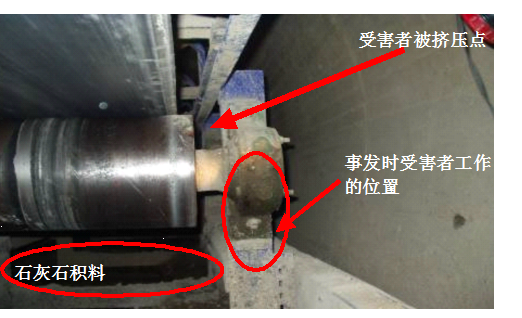 受害者被挤压点
事发时受害者工作
的位置
石灰石积料